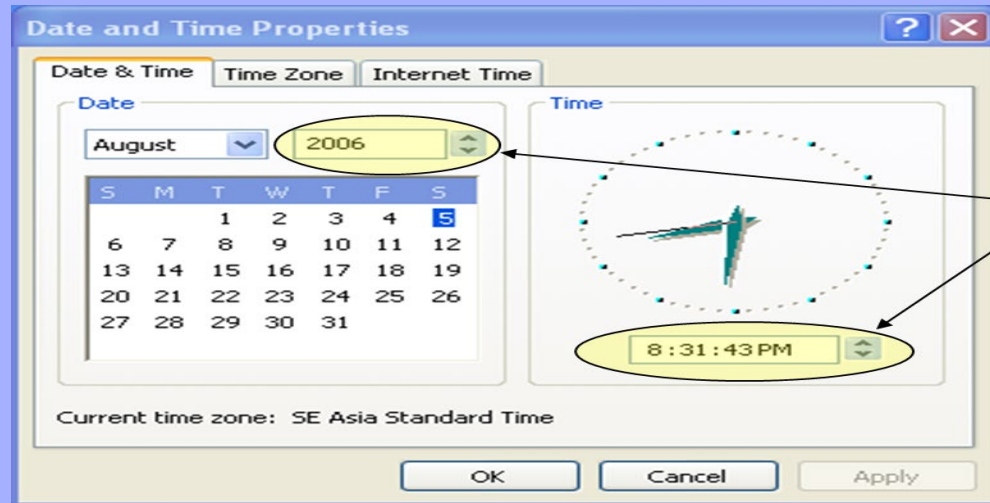 Date and Time Properties
Date & Time Time Zone Internet Time
Date
August 2006
S M T W T F S
1 2 3 4 5
6 7 8 9 10 11 12
13 14 15 16 17 18 19
20 21 22 23 24 25 26
27 28 29 30 31
Time
8:31:43 PM
Current time zone: SE Asia Standard Time
OK Cancel Apply